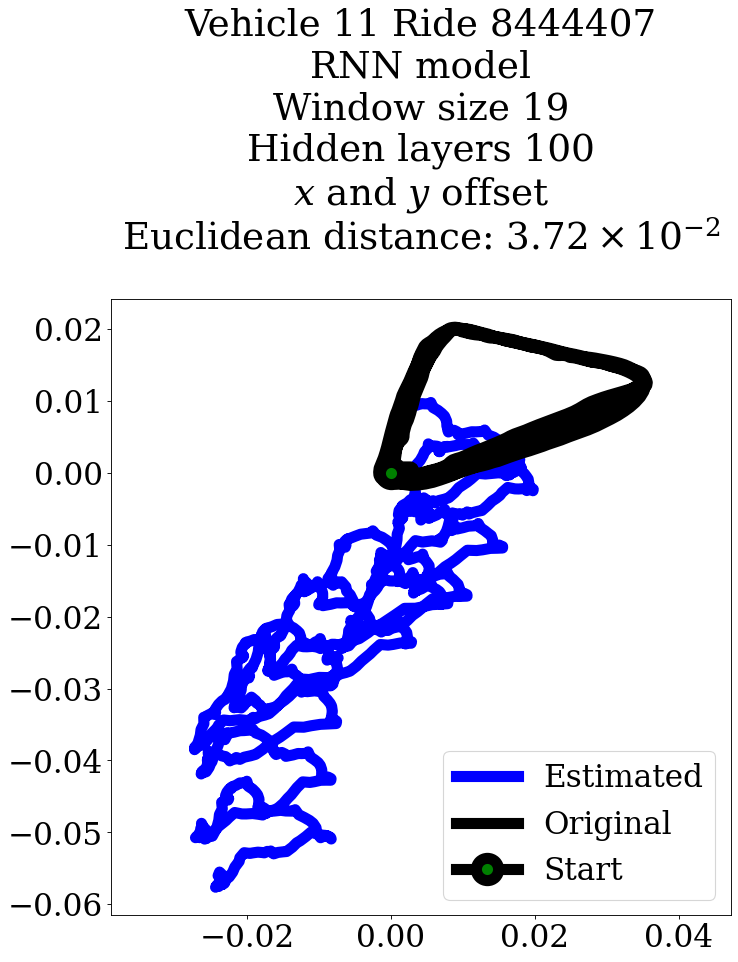 Vehicle 11 Ride 8444407
RNN model
Window size 19
Hidden layers 100
x and y offset
Euclidean distance: 3.72 × 10⁻²
0.02
0.01
0.00
−0.01
−0.02
−0.03
−0.04
−0.05
−0.06
Estimated
Original
Start
−0.02 0.00 0.02 0.04